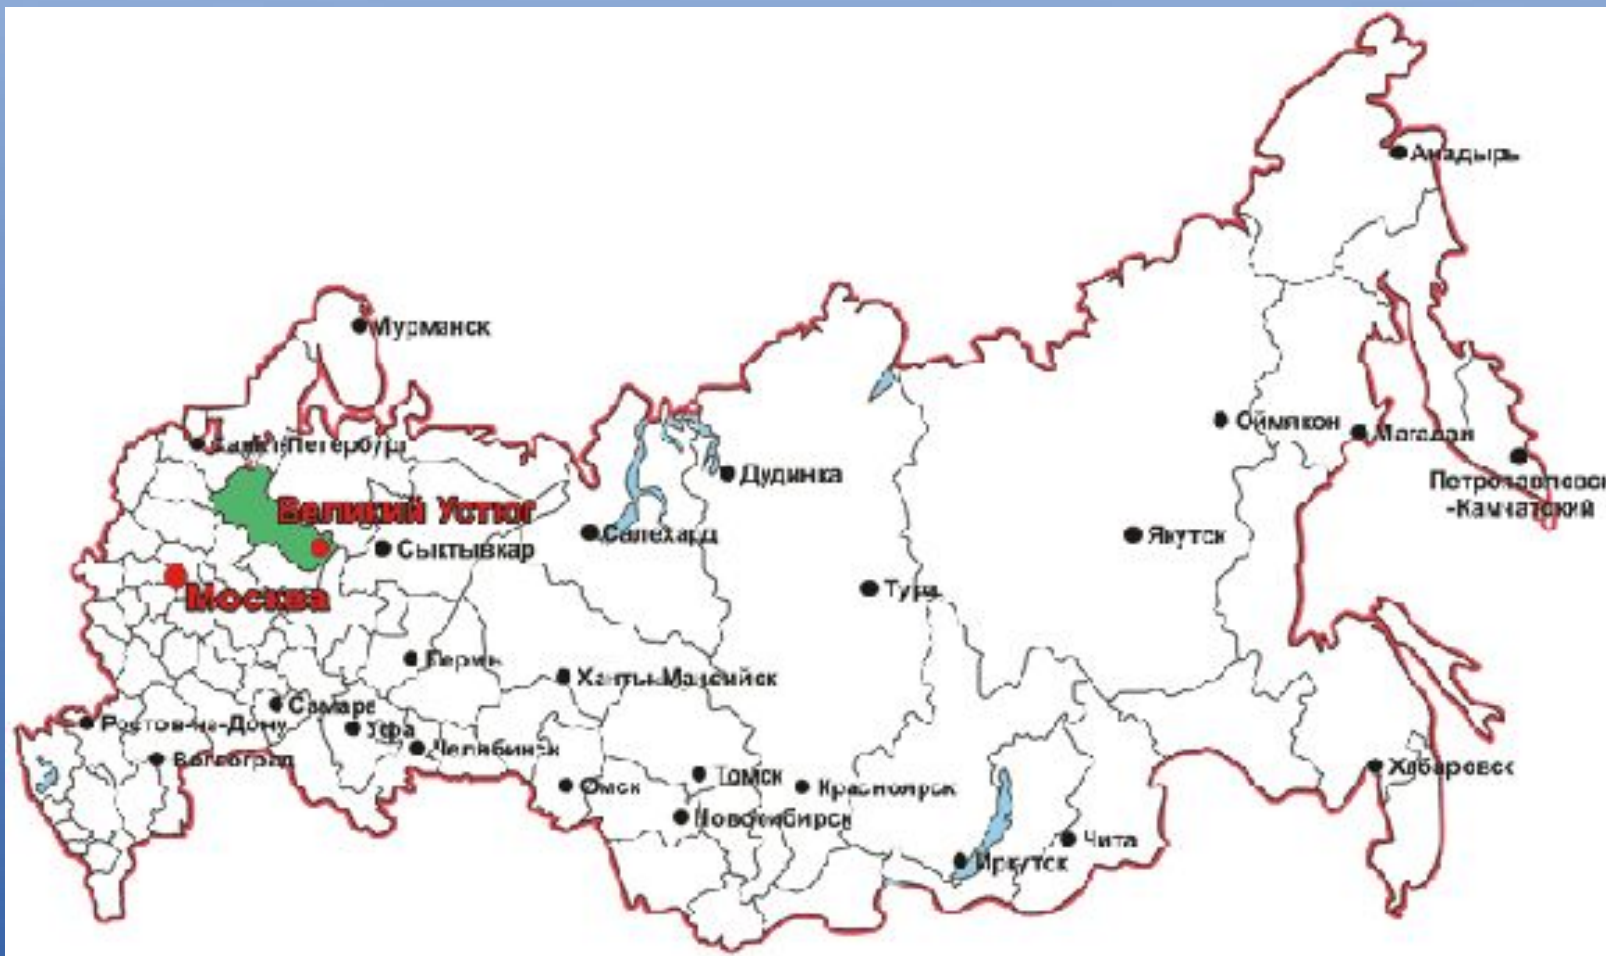 Анадырь
Мурманск
Санкт-Петербург
Оймякон
Магадан
Дудинка
Петропавловск
-Камчатский
Великий Устюг
Салехард
Якутск
Сыктывкар
Тура
Москва
Пермь
Ханты-Мансийск
Самара
Ростов-на-Дону
Уфа
Челябинск
Волгоград
Хабаровск
Томск
Омск
Красноярск
Новосибирск
Чита
Иркутск